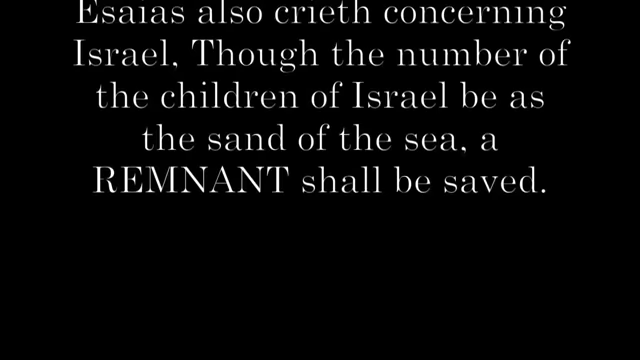 Esaias also crieth concerning
Israel, Though the number of
the children of Israel be as
the sand of the sea, a
REMNANT shall be saved.